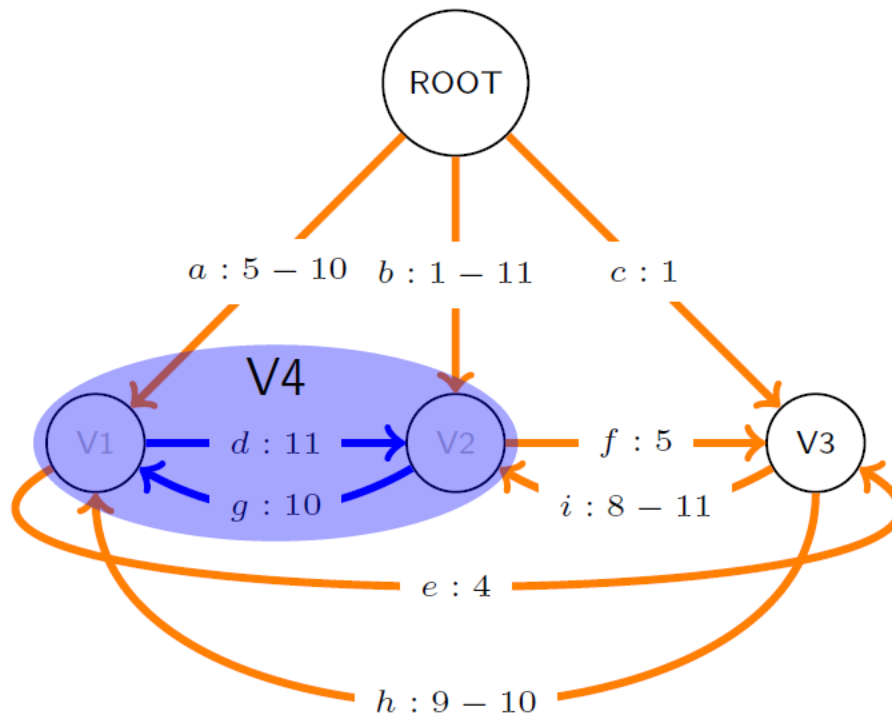 ROOT
a : 5 − 10
b : 1 − 11
c : 1
V4
V1
d : 11
V2
f : 5
V3
g : 10
i : 8 − 11
e : 4
h : 9 − 10